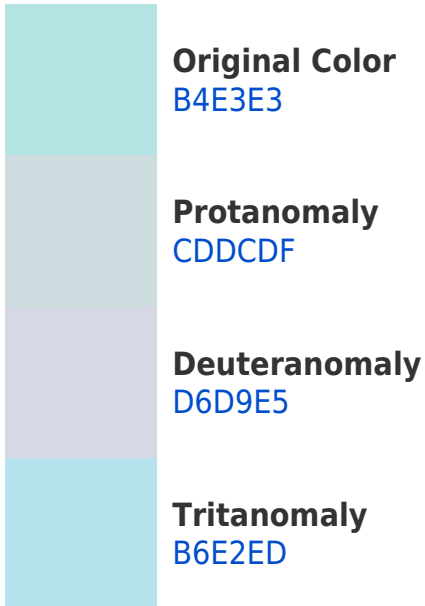 Original Color
B4E3E3
Protanomaly
CDDCDF
Deuteranomaly
D6D9E5
Tritanomaly
B6E2ED